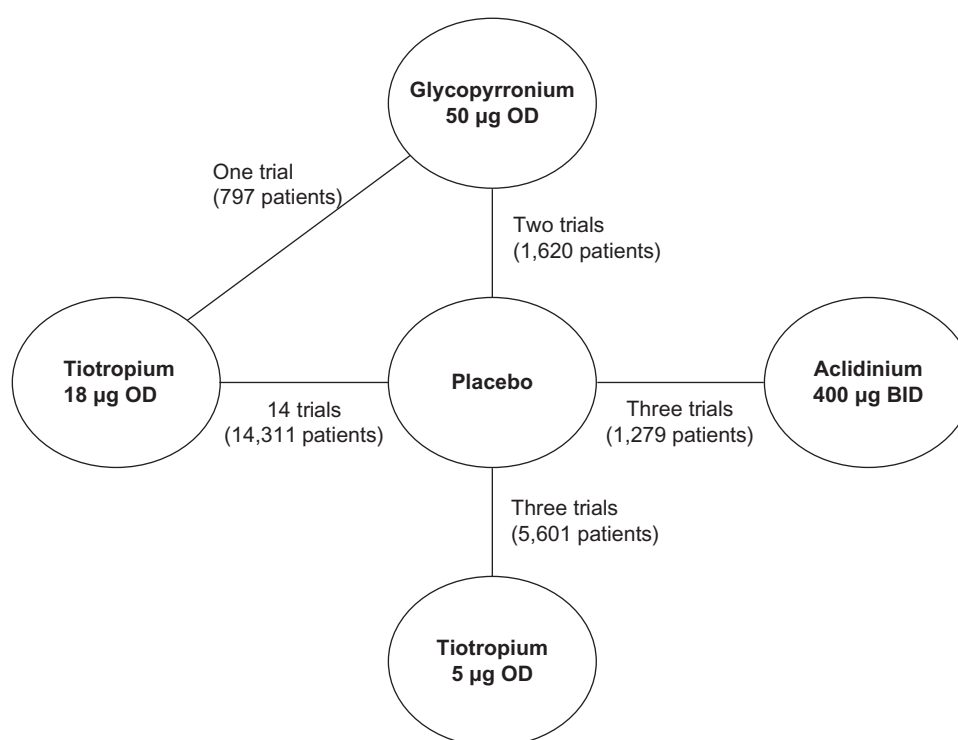 Glycopyrronium
50 µg OD
One trial
(797 patients)
Two trials
(1,620 patients)
Tiotropium
18 µg OD
Placebo
Aclidinium
400 µg BID
14 trials
(14,311 patients)
Three trials
(1,279 patients)
Three trials
(5,601 patients)
Tiotropium
5 µg OD